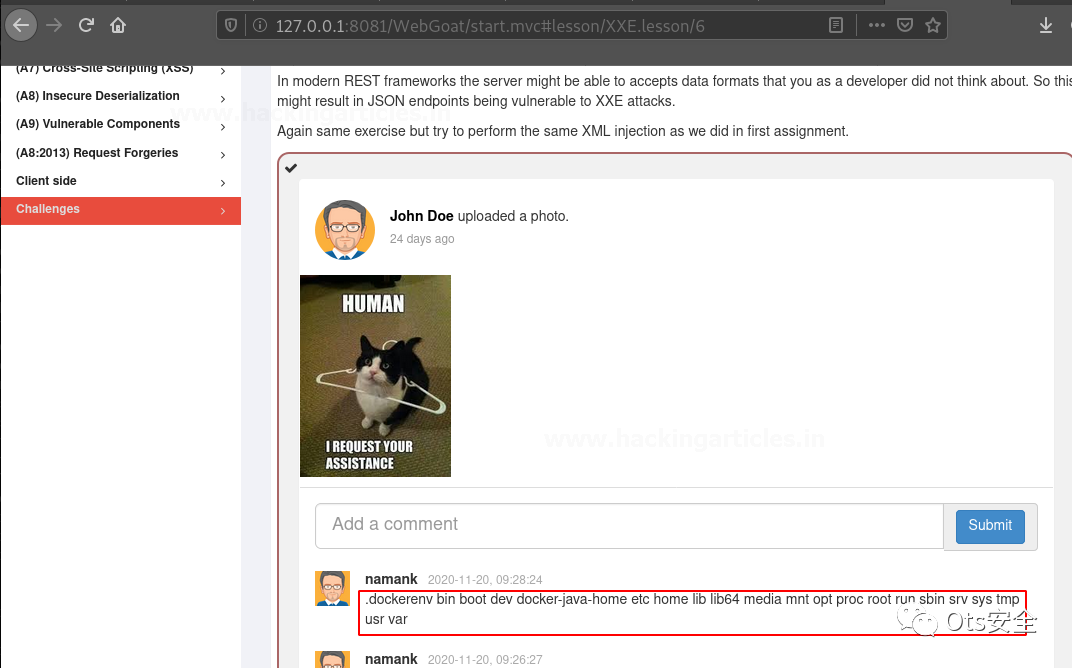 127.0.0.1:8081/WebGoat/start.mvc#lesson/XXE.lesson/6
(A7) Cross-Site Scripting (XSS)
(A8) Insecure Deserialization
(A9) Vulnerable Components
(A8:2013) Request Forgeries
Client side
Challenges
In modern REST frameworks the server might be able to accepts data formats that you as a developer did not think about. So this
might result in JSON endpoints being vulnerable to XXE attacks.
www.hackingarticles.in
Again same exercise but try to perform the same XML injection as we did in first assignment.
John Doe uploaded a photo.
24 days ago
HUMAN
I REQUEST YOUR
ASSISTANCE
www.hackingarticles.in
Add a comment
Submit
namank 2020-11-20, 09:28:24
.dockerenv bin boot dev docker-java-home etc home lib lib64 media mnt opt proc root run sbin srv sys tmp
usr var
Ots安全
namank 2020-11-20, 09:26:27